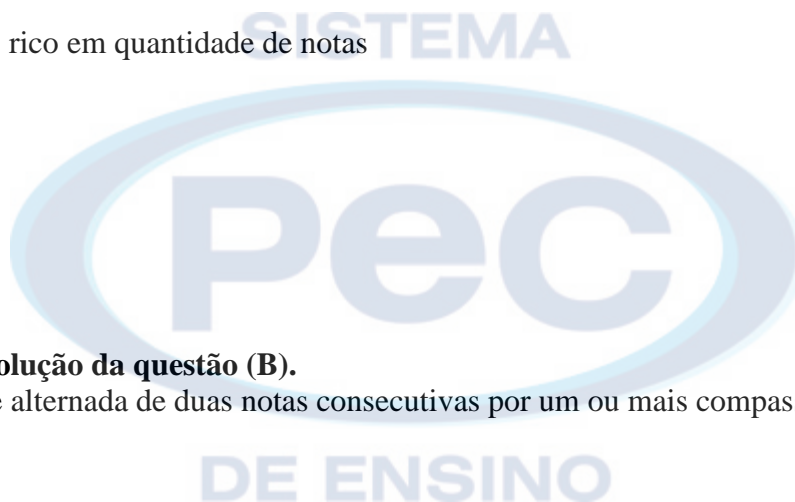 SISTEMA
rico em quantidade de notas
Pec
olução da questão (B).
e alternada de duas notas consecutivas por um ou mais compas
DE ENSINO